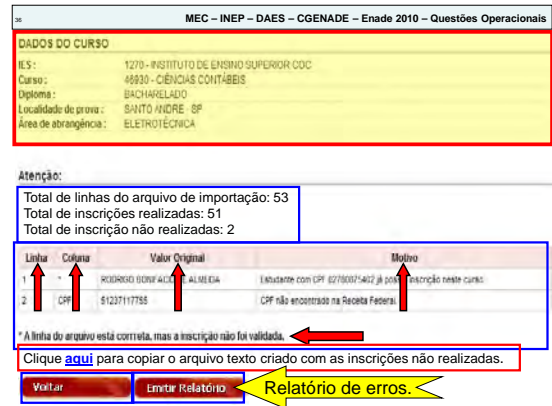 36 MEC – INEP – DAES – CGENADE – Enade 2010 – Questões Operacionais
DADOS DO CURSO
IES: 1270 - INSTITUTO DE ENSINO SUPERIOR COC
Curso: 46930 - CIÊNCIAS CONTÁBEIS
Diploma: BACHARELADO
Localidade de prova: SANTO ANDRE - SP
Área de abrangência: ELETROTÉCNICA
Atenção:
Total de linhas do arquivo de importação: 53
Total de inscrições realizadas: 51
Total de inscrição não realizadas: 2
Linha Coluna Valor Original Motivo
1 * RODRIGO ALMEIDA Estudante com CPF 02780075402 já inscrição neste curso.
2 CPF 51237117755 CPF não encontrado na Receita Federal.
* A linha do arquivo está correta, mas a inscrição não foi validada.
Clique aqui para copiar o arquivo texto criado com as inscrições não realizadas.
Voltar Emitir Relatório Relatório de erros.